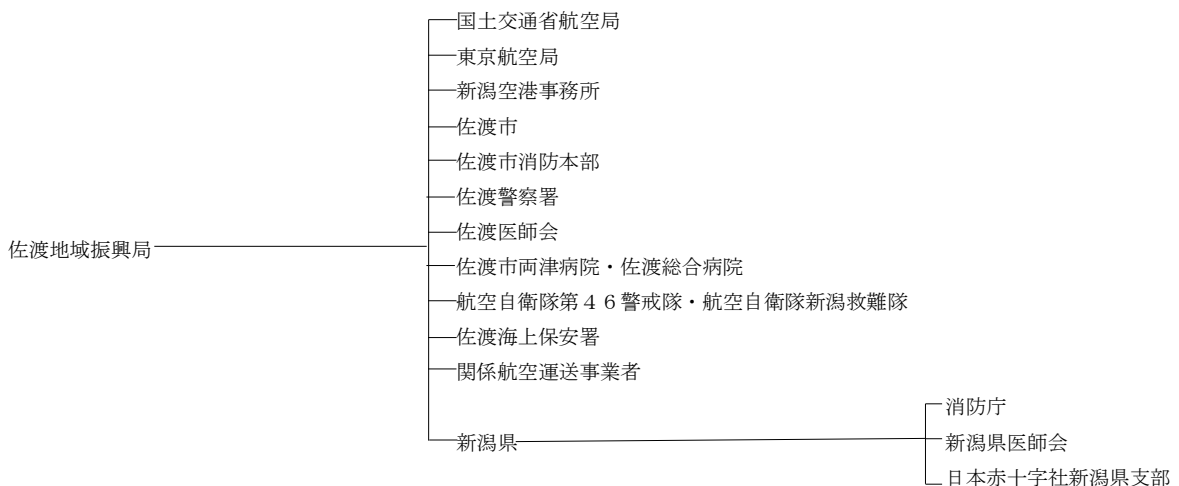 国土交通省航空局
東京航空局
新潟空港事務所
佐渡市
佐渡市消防本部
佐渡警察署
佐渡医師会
佐渡地域振興局
佐渡市両津病院・佐渡総合病院
航空自衛隊第４６警戒隊・航空自衛隊新潟救難隊
佐渡海上保安署
関係航空運送事業者
消防庁
新潟県
新潟県医師会
日本赤十字社新潟県支部